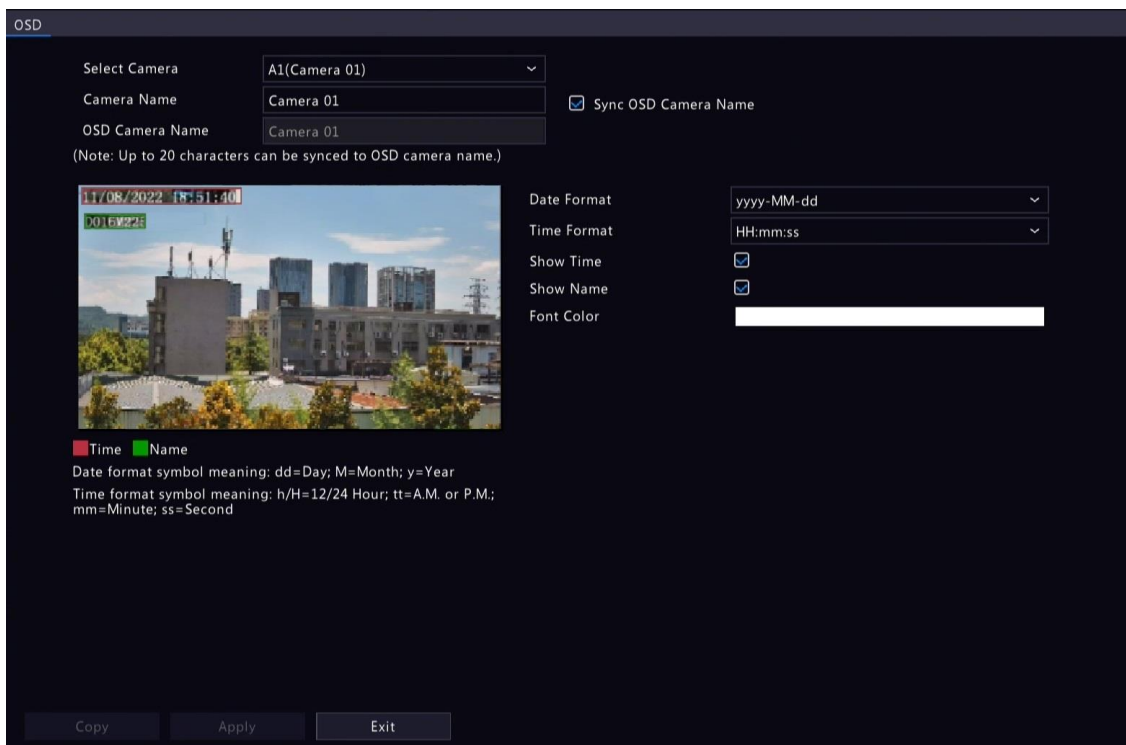 OSD
Select Camera A1(Camera 01)
Camera Name Camera 01 Sync OSD Camera Name
OSD Camera Name Camera 01
(Note: Up to 20 characters can be synced to OSD camera name.)
11/08/2022 18:51:40
Date Format yyyy-MM-dd
Time Format HH:mm:ss
Show Time
Show Name
Font Color
Time Name
Date format symbol meaning: dd=Day; M=Month; y=Year
Time format symbol meaning: h/H=12/24 Hour; tt=A.M. or P.M.;
mm=Minute; ss=Second
Copy Apply Exit